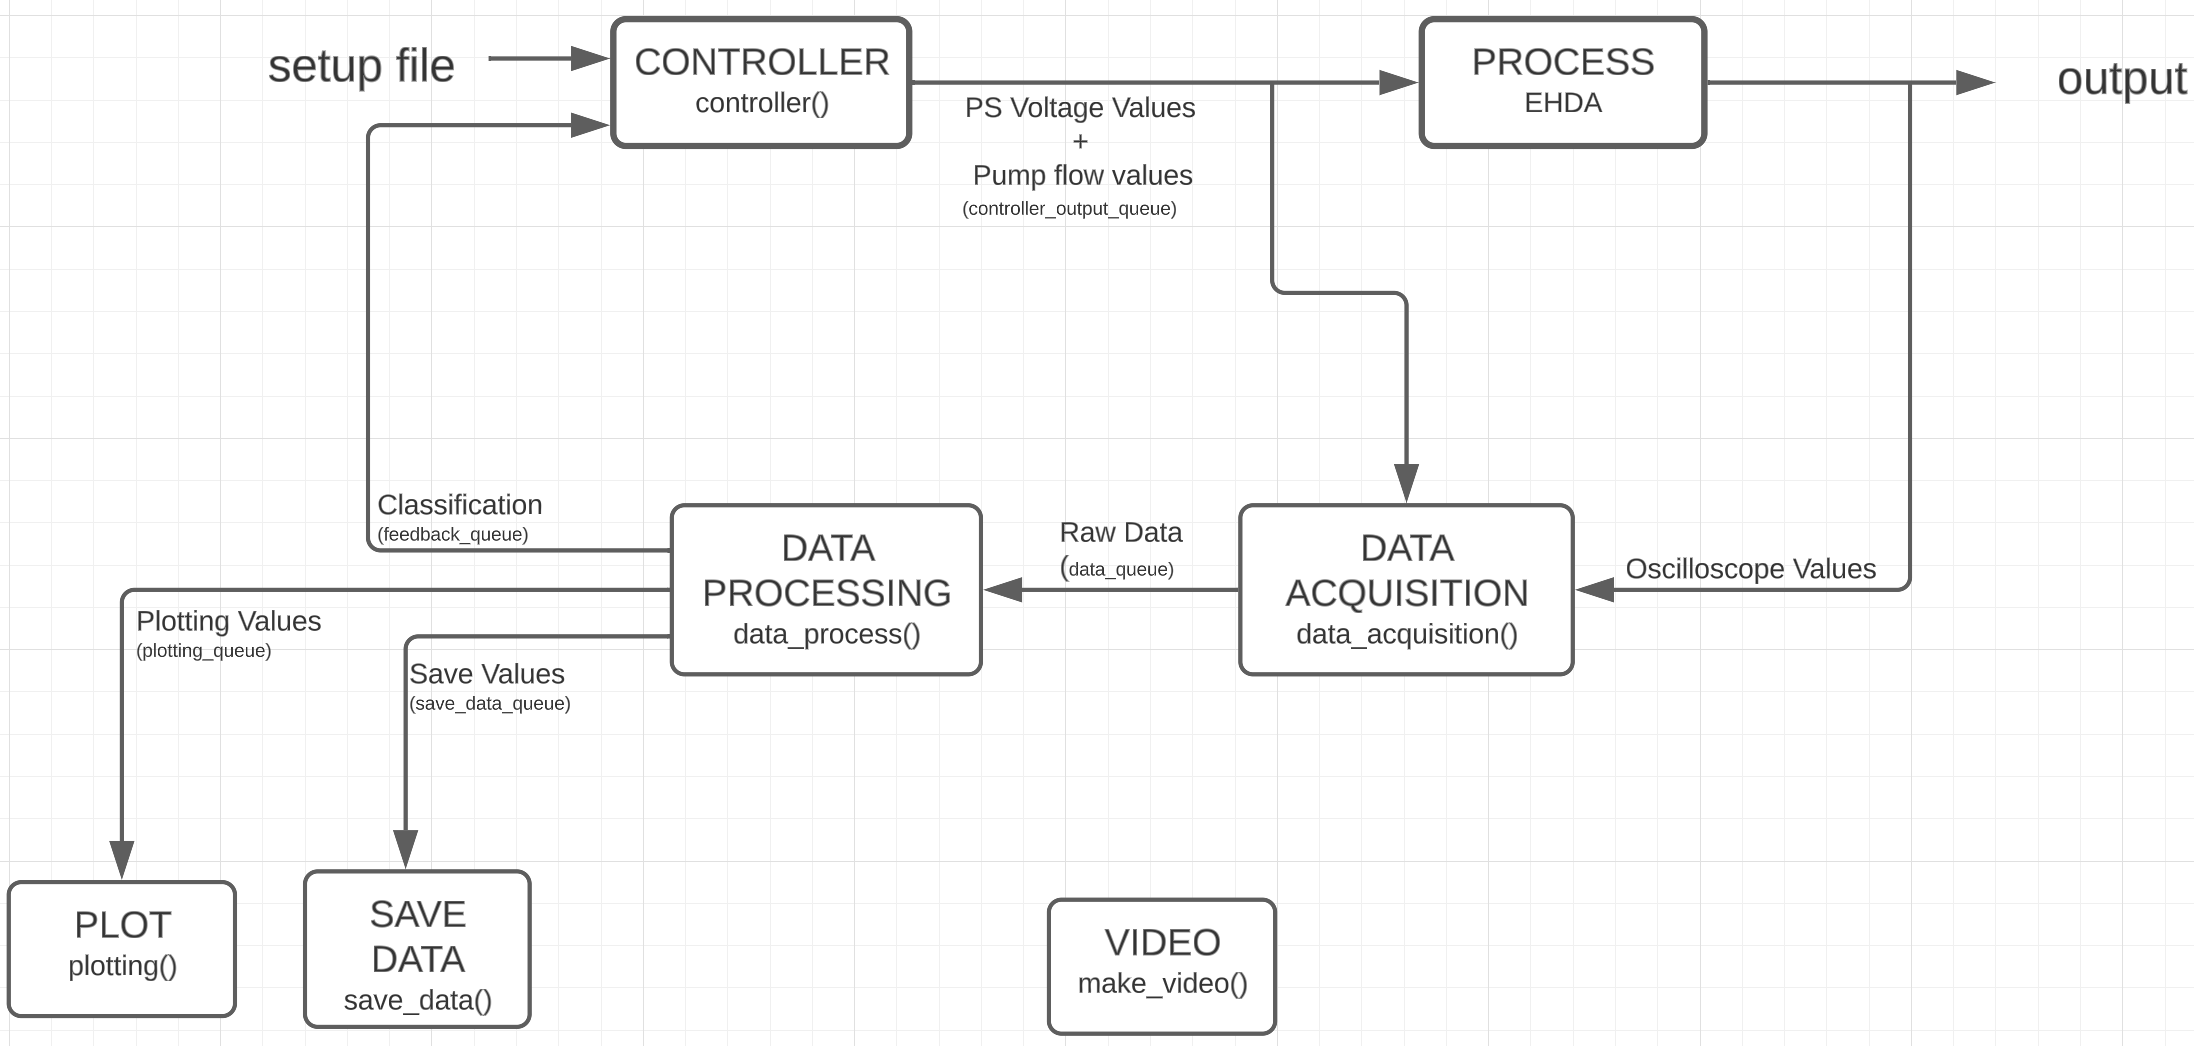 setup file
CONTROLLER
controller()
PS Voltage Values
+
Pump flow values
(controller_output_queue)
PROCESS
EHDA
output
Classification
(feedback_queue)
DATA
PROCESSING
data_process()
Raw Data
(data_queue)
DATA
ACQUISITION
data_acquisition()
Oscilloscope Values
Plotting Values
(plotting_queue)
Save Values
(save_data_queue)
PLOT
plotting()
SAVE
DATA
save_data()
VIDEO
make_video()